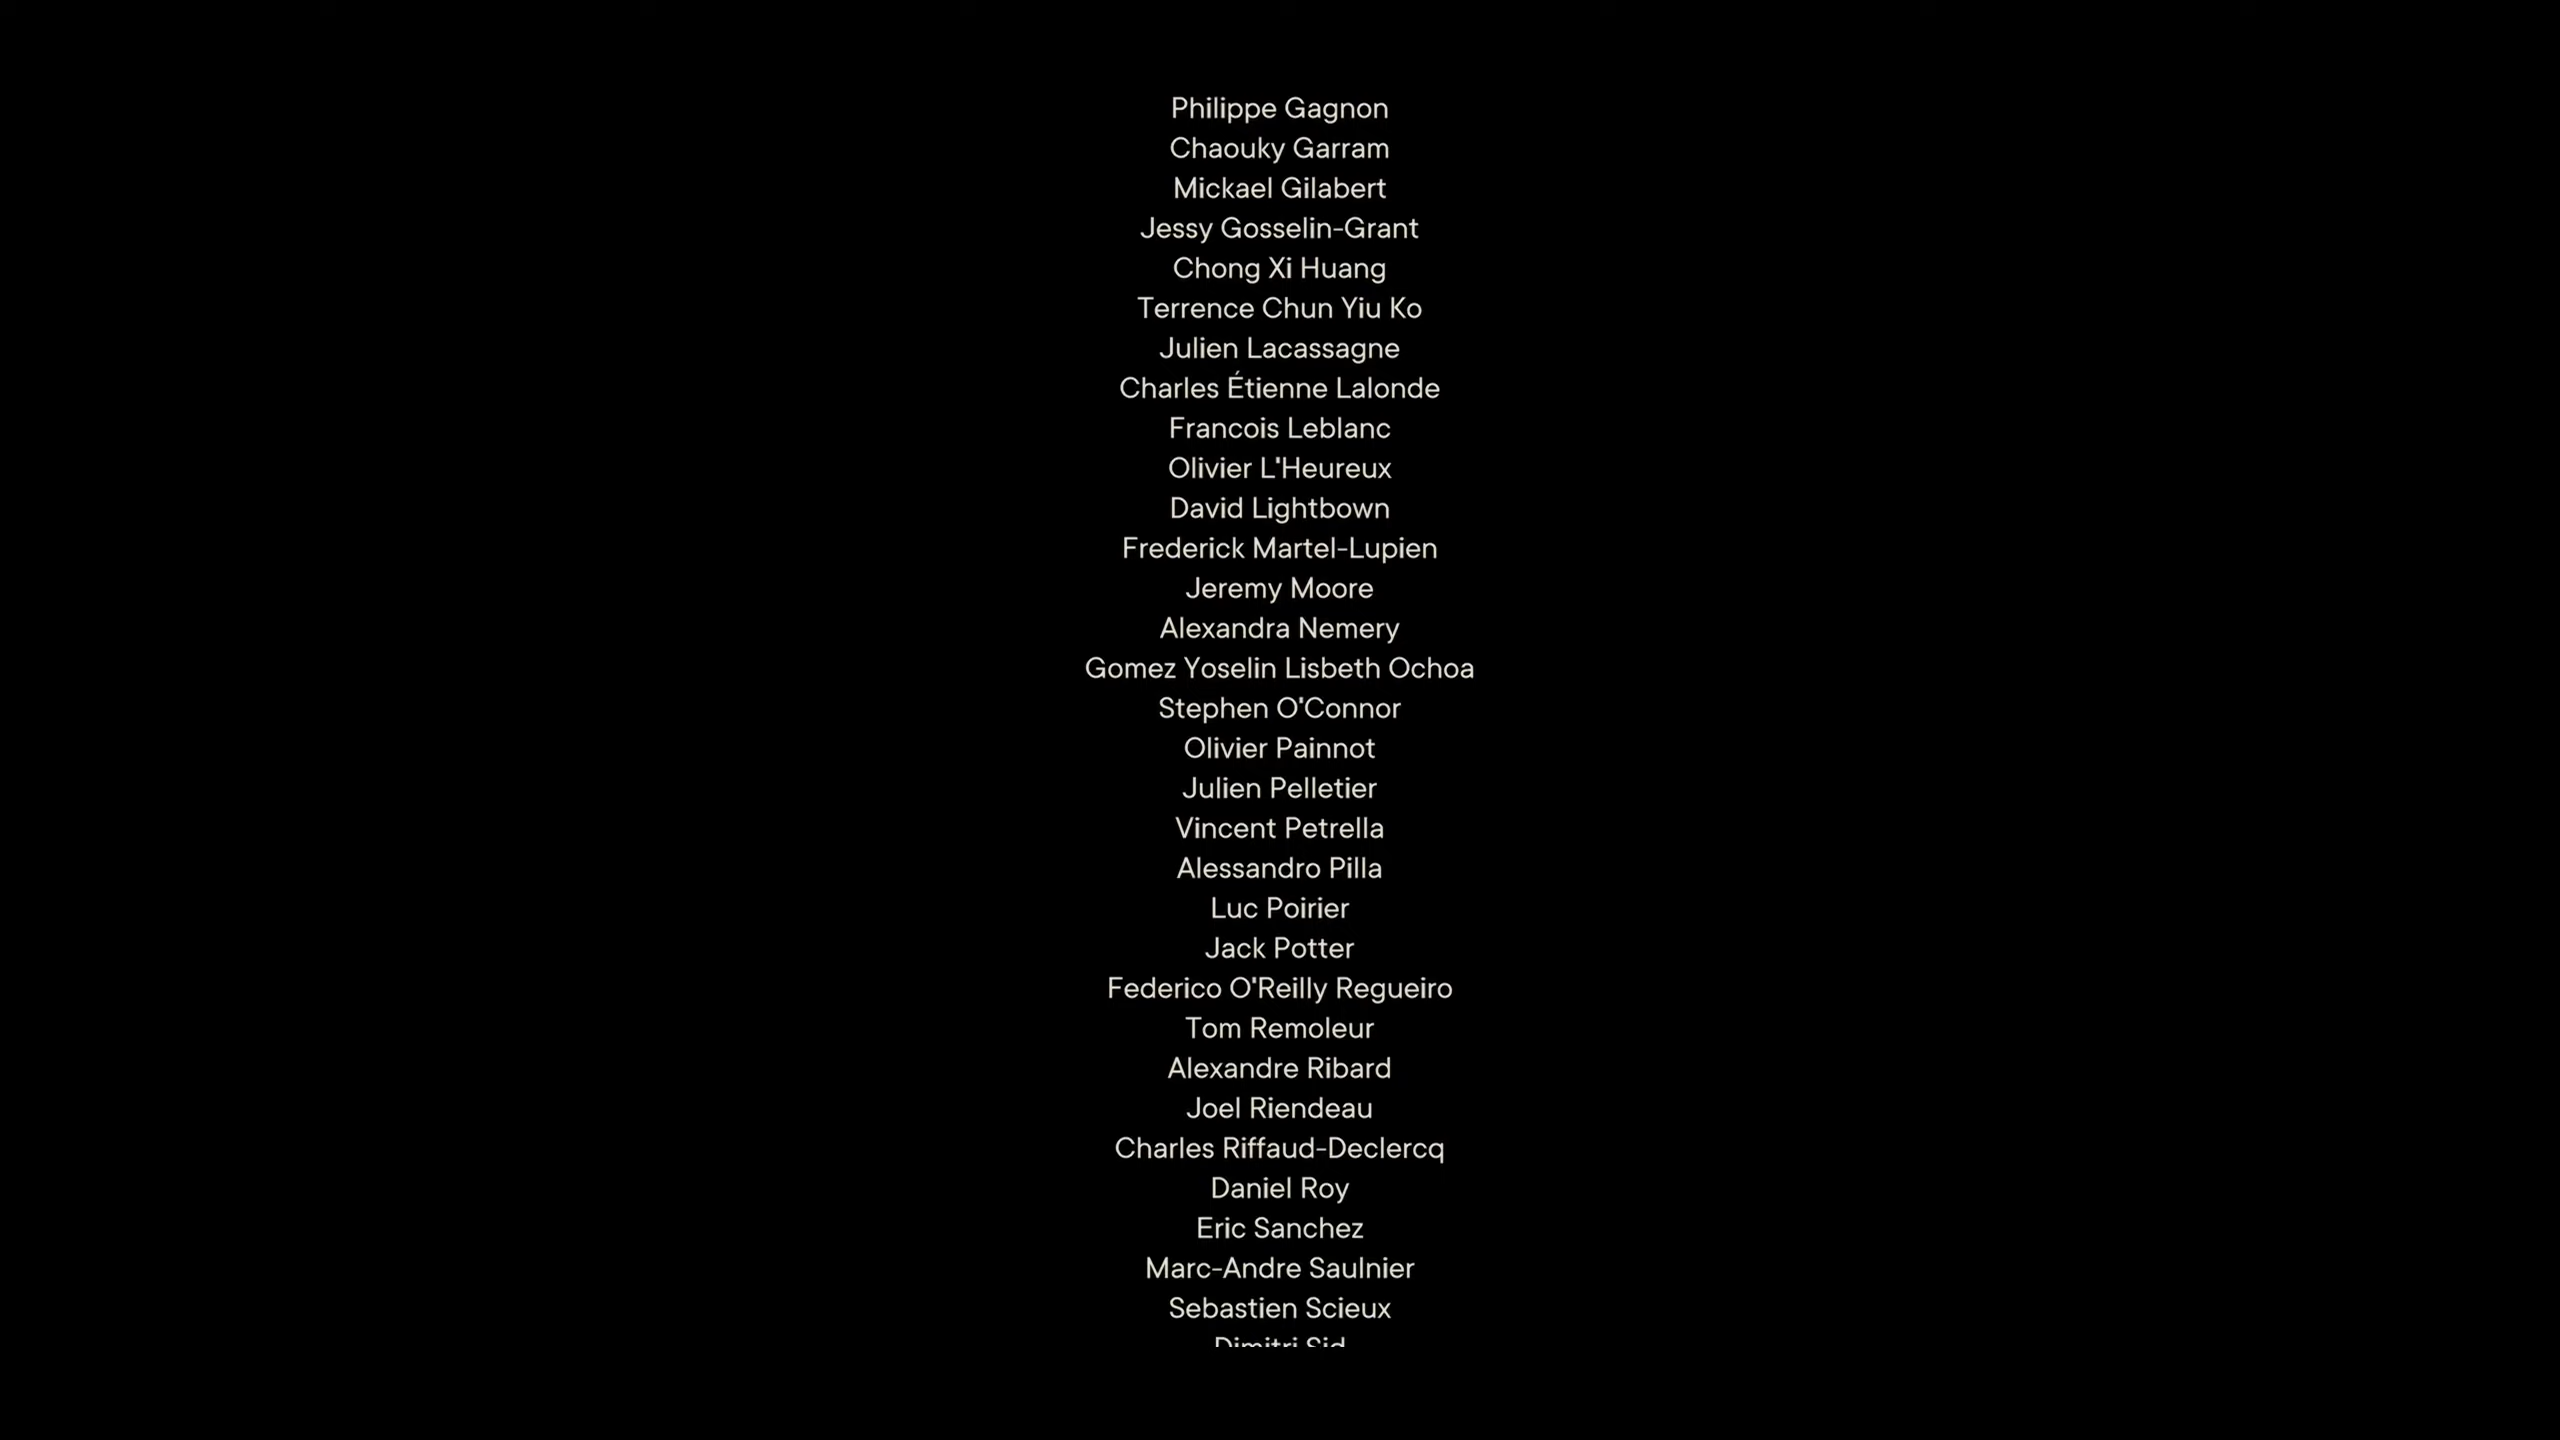 Philippe Gagnon
Chaouky Garram
Mickael Gilabert
Jessy Gosselin-Grant
Chong Xi Huang
Terrence Chun Yiu Ko
Julien Lacassagne
Charles Étienne Lalonde
Francois Leblanc
Olivier L'Heureux
David Lightbown
Frederick Martel-Lupien
Jeremy Moore
Alexandra Nemery
Gomez Yoselin Lisbeth Ochoa
Stephen O'Connor
Olivier Painnot
Julien Pelletier
Vincent Petrella
Alessandro Pilla
Luc Poirier
Jack Potter
Federico O'Reilly Regueiro
Tom Remoleur
Alexandre Ribard
Joel Riendeau
Charles Riffaud-Declercq
Daniel Roy
Eric Sanchez
Marc-Andre Saulnier
Sebastien Scieux
Dimitri Sid